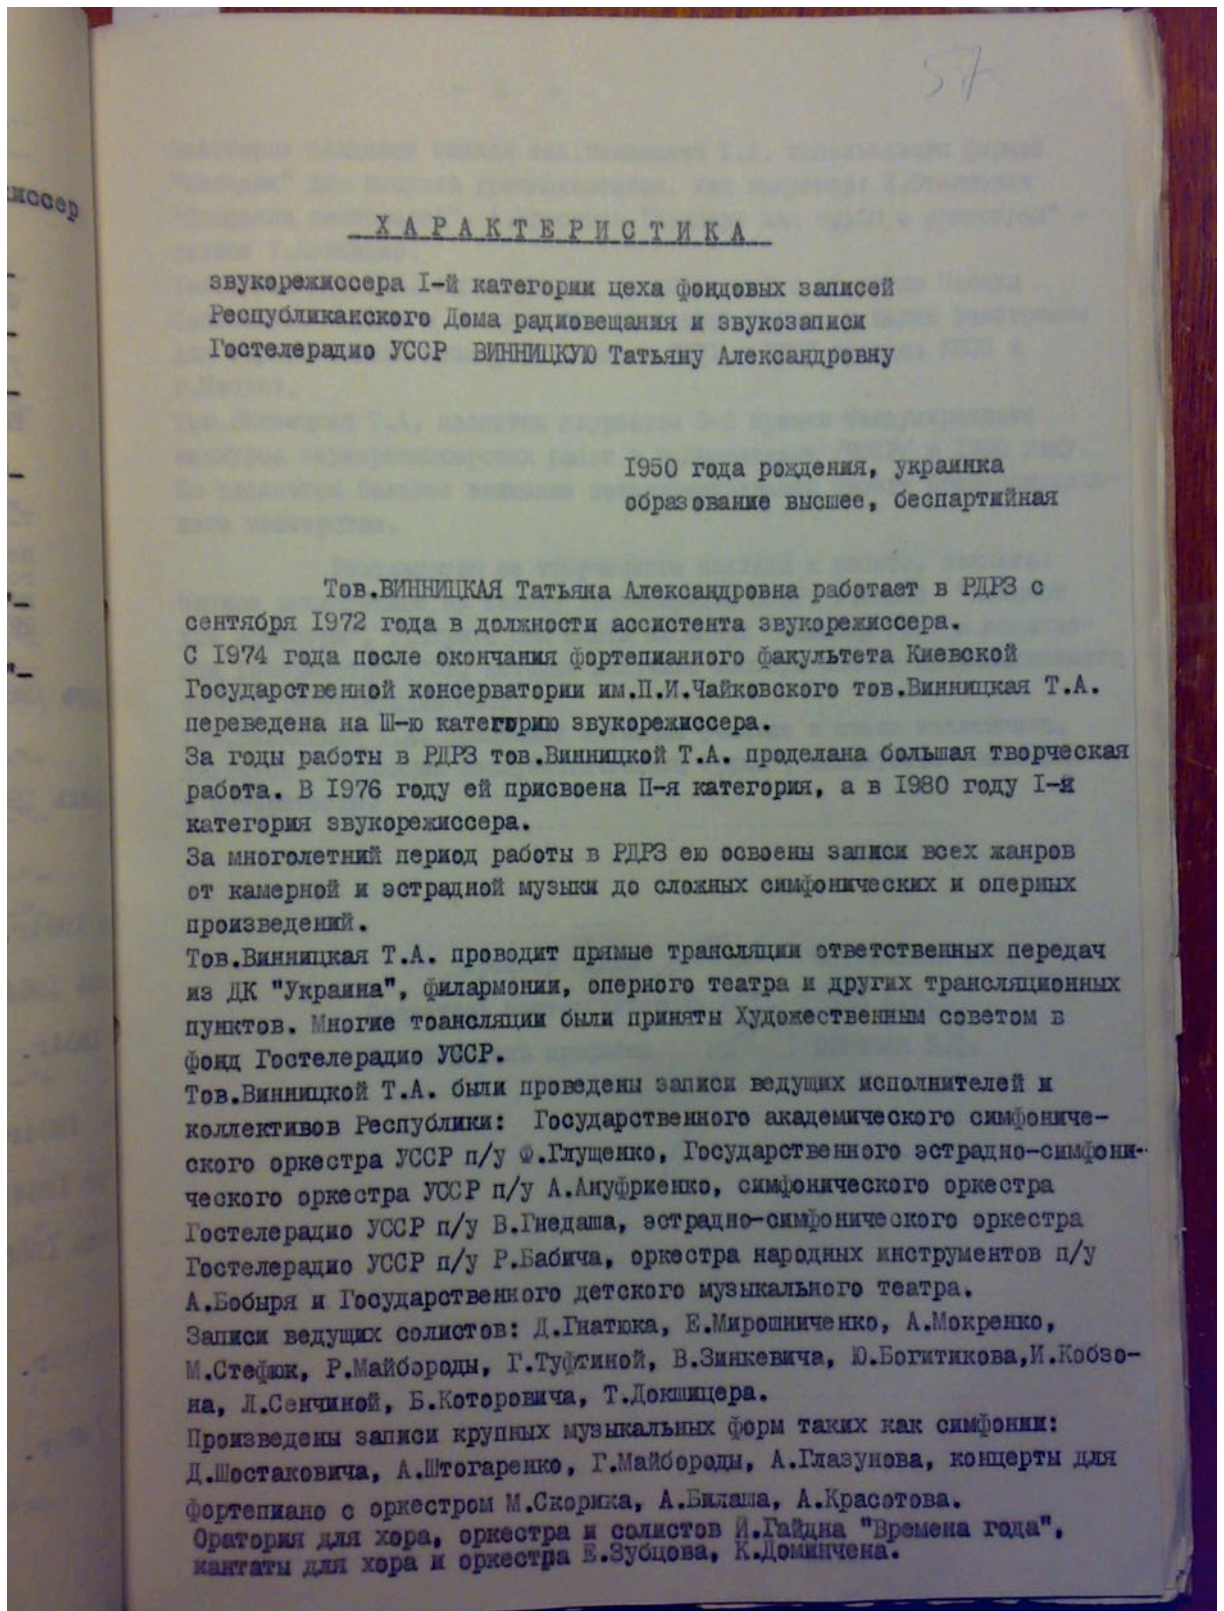 57
иссер
ХАРАКТЕРИСТИКА
звукорежиссера I-й категории цеха фондовых записей
Республиканского Дома радиовещания и звукозаписи
Гостелерадио УССР ВИННИЦКУЮ Татьяну Александровну
1950 года рождения, украинка
образование высшее, беспартийная
Тов.ВИННИЦКАЯ Татьяна Александровна работает в РДРЗ с
сентября 1972 года в должности ассистента звукорежиссера.
С 1974 года после окончания фортепианного факультета Киевской
Государственной консерватории им.П.И.Чайковского тов.Винницкая Т.А.
переведена на Ш-ю категорию звукорежиссера.
За годы работы в РДРЗ тов.Винницкой Т.А. проделана большая творческая
работа. В 1976 году ей присвоена П-я категория, а в 1980 году I-я
категория звукорежиссера.
За многолетний период работы в РДРЗ ею освоены записи всех жанров
от камерной и эстрадной музыки до сложных симфонических и оперных
произведений.
Тов.Винницкая Т.А. проводит прямые трансляции ответственных передач
из ДК "Украина", филармонии, оперного театра и других трансляционных
пунктов. Многие тоансляции были приняты Художественным советом в
фонд Гостелерадио УССР.
Тов.Винницкой Т.А. были проведены записи ведущих исполнителей и
коллективов Республики: Государственного академического симфониче-
ского оркестра УССР п/у Ф.Глущенко, Государственного эстрадно-симфони-
ческого оркестра УССР п/у А.Ануфриенко, симфонического оркестра
Гостелерадио УССР п/у В.Гнедаша, эстрадно-симфонического оркестра
Гостелерадио УССР п/у Р.Бабича, оркестра народных инструментов п/у
А.Бобыря и Государственного детского музыкального театра.
Записи ведущих солистов: Д.Гнатюка, Е.Мирошниченко, А.Мокренко,
М.Стефюк, Р.Майбороды, Г.Туфтиной, В.Зинкевича, Ю.Богитикова,И.Кобзо-
на, Л.Сенчиной, Б.Которовича, Т.Докшицера.
Произведены записи крупных музыкальных форм таких как симфонии:
Д.Шостаковича, А.Штогаренко, Г.Майбороды, А.Глазунова, концерты для
фортепиано с оркестром М.Скорика, А.Билаша, А.Красотова.
Оратория для хора, оркестра и солистов И.Гайдна "Времена года",
кантаты для хора и оркестра Е.Зубцова, К.Доминчена.